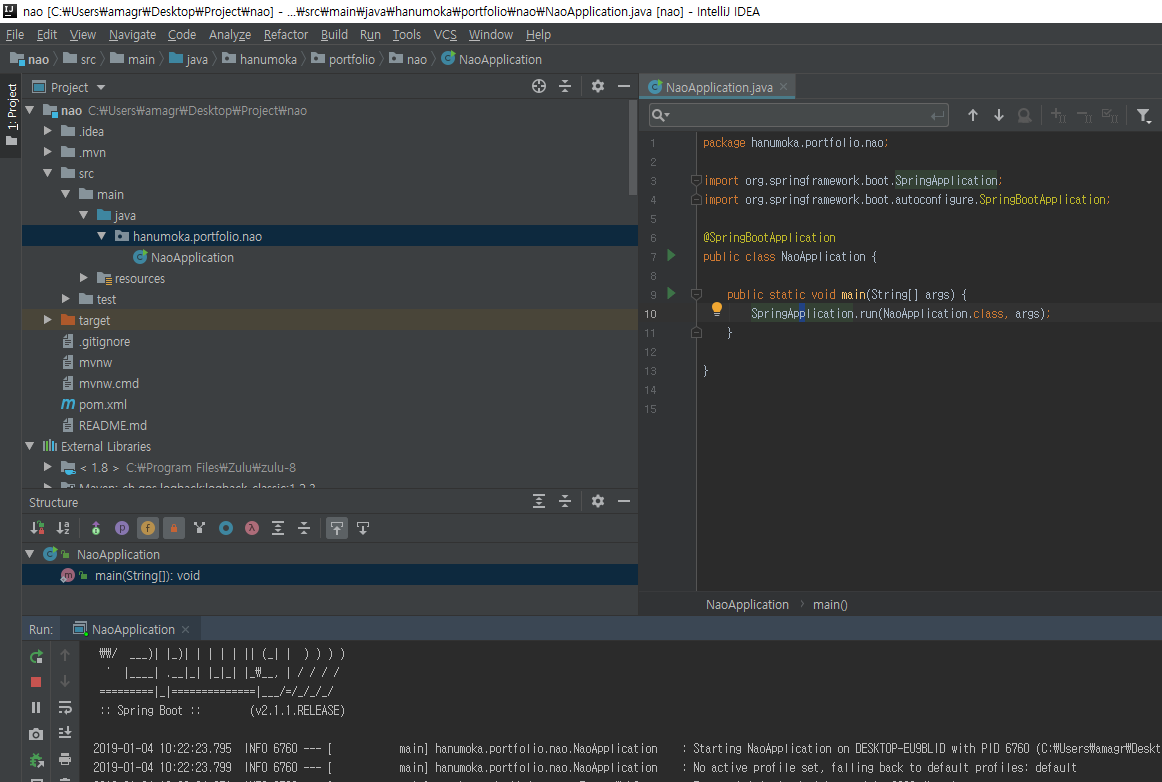 nao [C:\Users\amagr\Desktop\Project\nao] - ...\src\main\java\hanumoka\portfolio\nao\NaoApplication.java [nao] - IntelliJ IDEA
File Edit View Navigate Code Analyze Refactor Build Run Tools VCS Window Help
nao src main java hanumoka portfolio nao NaoApplication
1: Project
Project
nao C:\Users\amagr\Desktop\Project\nao
.idea
.mvn
src
main
java
hanumoka.portfolio.nao
NaoApplication
resources
test
target
.gitignore
mvnw
mvnw.cmd
pom.xml
README.md
External Libraries
< 1.8 > C:\Program Files\Zulu\zulu-8
Maven: ch.qos.logback:logback-classic:1.2.3
Structure
NaoApplication
main(String[]): void
NaoApplication.java
1 package hanumoka.portfolio.nao;
2
3 import org.springframework.boot.SpringApplication;
4 import org.springframework.boot.autoconfigure.SpringBootApplication;
5
6 @SpringBootApplication
7 public class NaoApplication {
8
9 public static void main(String[] args) {
10 SpringApplication.run(NaoApplication.class, args);
11 }
12
13 }
14
15
NaoApplication main()
Run: NaoApplication
\\/  ___)| |_)| | | | | || (_| |  ) ) ) )
'  |____| .__|_| |_|_| |_\__, | / / / /
=========|_|==============|___/=/_/_/_/
:: Spring Boot :: (v2.1.1.RELEASE)
2019-01-04 10:22:23.795 INFO 6760 --- [ main] hanumoka.portfolio.nao.NaoApplication : Starting NaoApplication on DESKTOP-EU9BLID with PID 6760 (C:\Users\amagr\Deskt
2019-01-04 10:22:23.799 INFO 6760 --- [ main] hanumoka.portfolio.nao.NaoApplication : No active profile set, falling back to default profiles: default